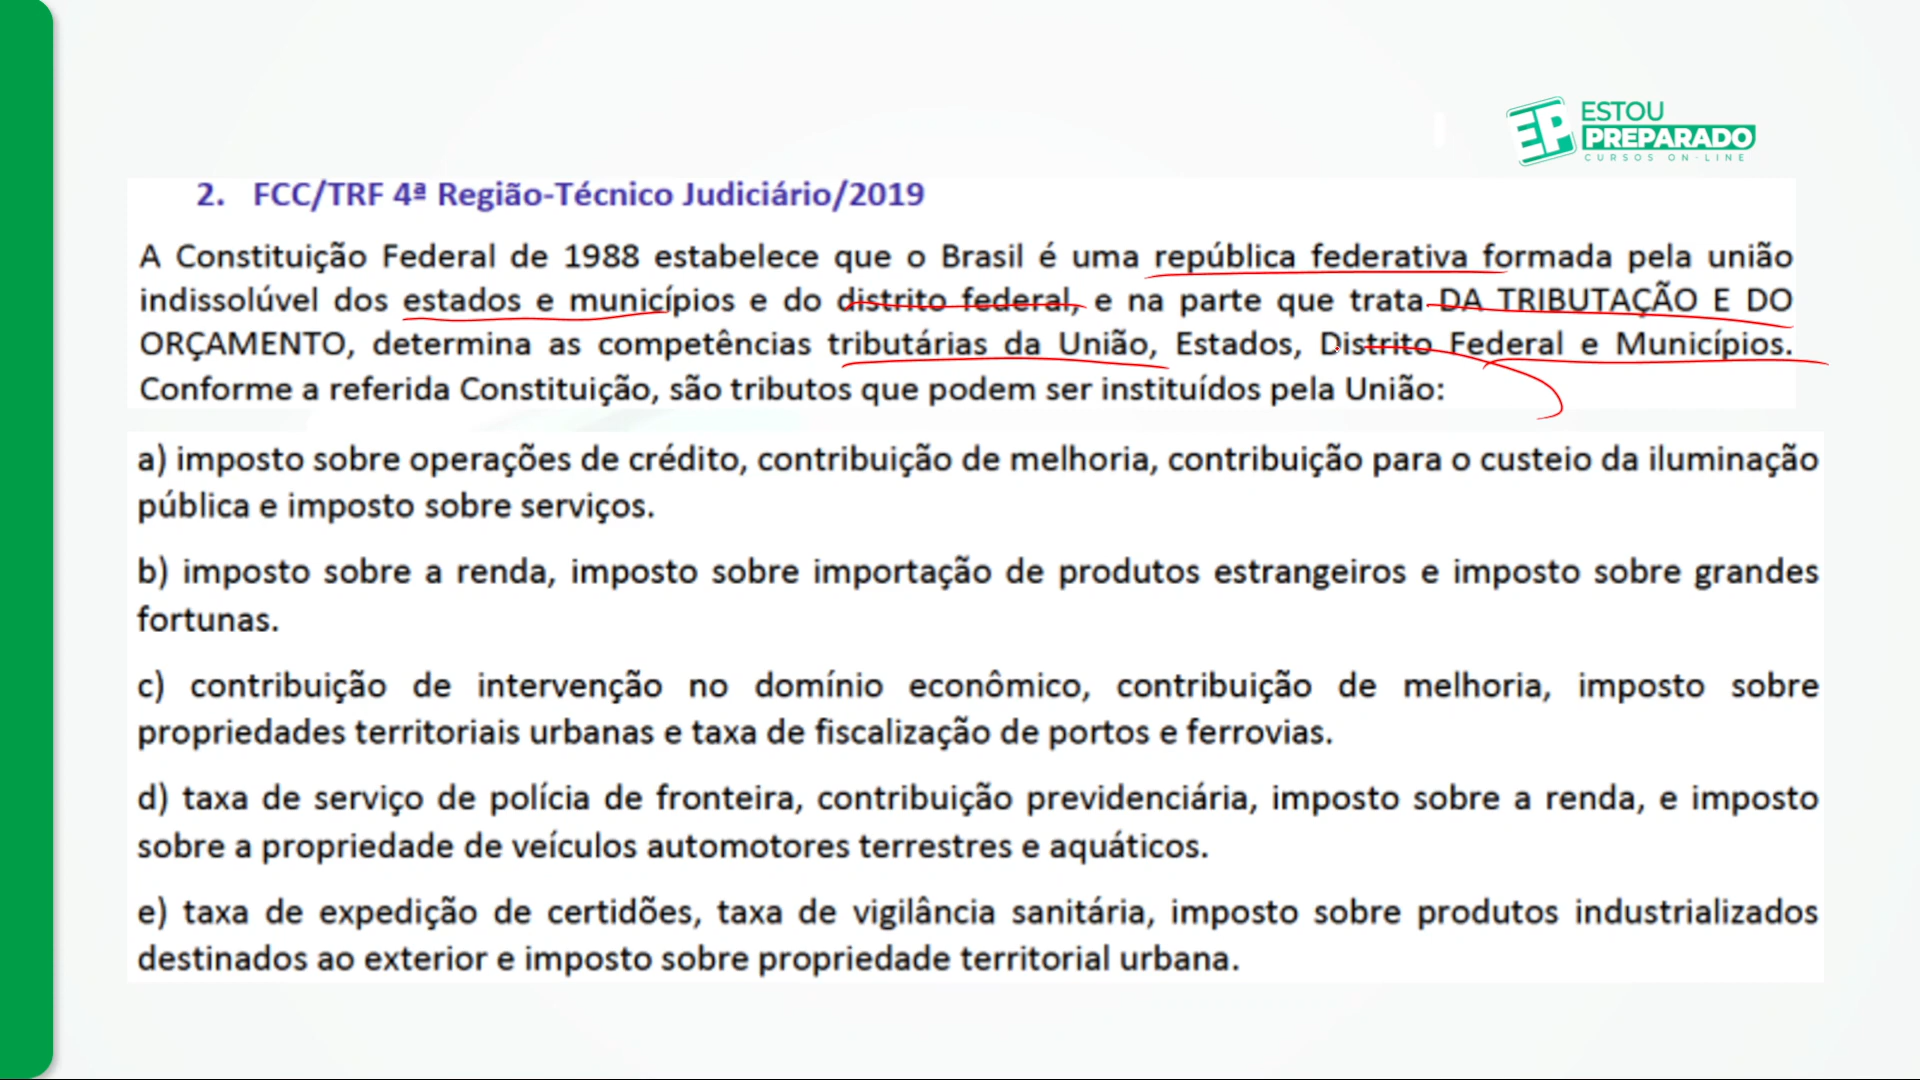 ESTOU
EP PREPARADO
CURSOS ON-LINE
2. FCC/TRF 4ª Região-Técnico Judiciário/2019
A Constituição Federal de 1988 estabelece que o Brasil é uma república federativa formada pela união
indissolúvel dos estados e municípios e do distrito federal, e na parte que trata DA TRIBUTAÇÃO E DO
ORÇAMENTO, determina as competências tributárias da União, Estados, Distrito Federal e Municípios.
Conforme a referida Constituição, são tributos que podem ser instituídos pela União:
a) imposto sobre operações de crédito, contribuição de melhoria, contribuição para o custeio da iluminação
pública e imposto sobre serviços.
b) imposto sobre a renda, imposto sobre importação de produtos estrangeiros e imposto sobre grandes
fortunas.
c) contribuição de intervenção no domínio econômico, contribuição de melhoria, imposto sobre
propriedades territoriais urbanas e taxa de fiscalização de portos e ferrovias.
d) taxa de serviço de polícia de fronteira, contribuição previdenciária, imposto sobre a renda, e imposto
sobre a propriedade de veículos automotores terrestres e aquáticos.
e) taxa de expedição de certidões, taxa de vigilância sanitária, imposto sobre produtos industrializados
destinados ao exterior e imposto sobre propriedade territorial urbana.